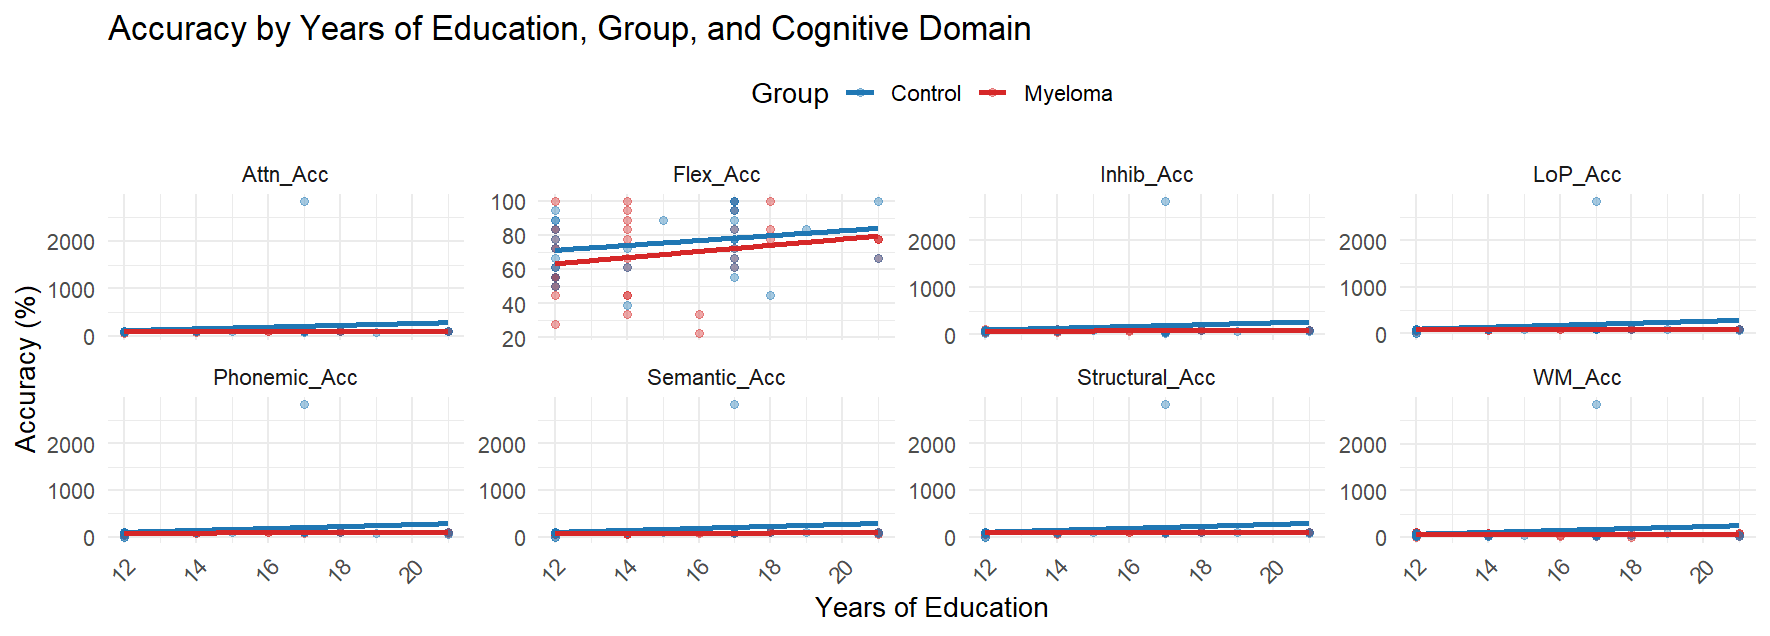 Accuracy by Years of Education, Group, and Cognitive Domain
Group Control Myeloma
Attn_Acc Flex_Acc Inhib_Acc LoP_Acc
2000
1000
0
100
80
60
40
20
2000
1000
0
2000
1000
0
Phonemic_Acc Semantic_Acc Structural_Acc WM_Acc
2000
1000
0
2000
1000
0
2000
1000
0
2000
1000
0
12 14 16 18 20
12 14 16 18 20
12 14 16 18 20
12 14 16 18 20
Accuracy (%)
Years of Education